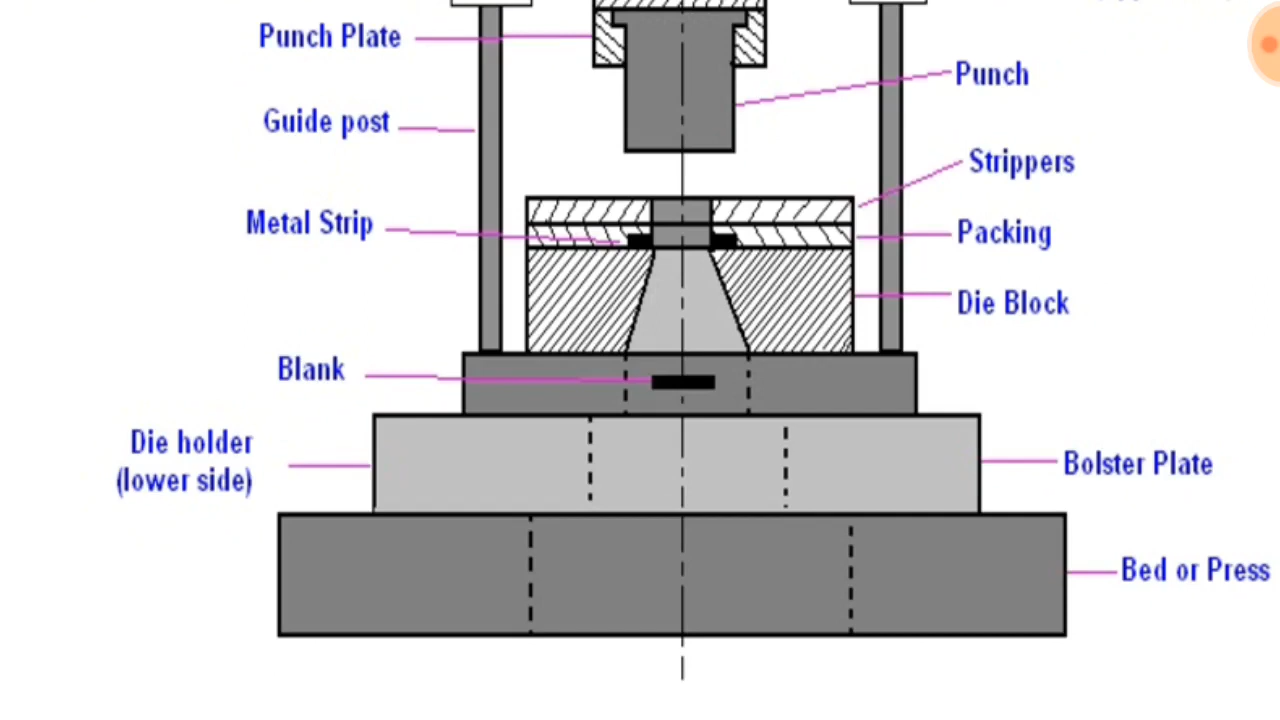 Punch Plate
Punch
Guide post
Strippers
Metal Strip
Packing
Die Block
Blank
Die holder
(lower side)
Bolster Plate
Bed or Press